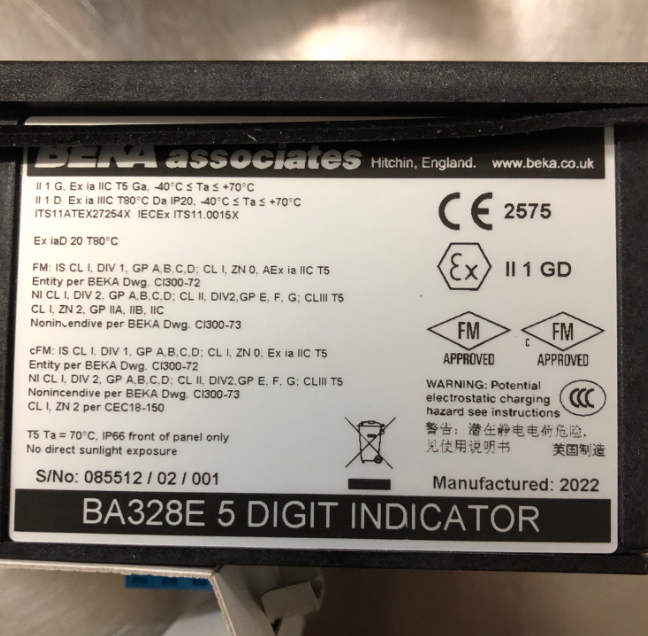 BEKA associates Hitchin, England. www.beka.co.uk
II 1 G, Ex ia IIC T5 Ga, -40°C ≤ Ta ≤ +70°C
II 1 D Ex ia IIIC T80°C Da IP20, -40°C ≤ Ta ≤ +70°C
ITS11ATEX27254X IECEx ITS11.0015X
Ex iaD 20 T80°C
CE 2575
Ex II 1 GD
FM: IS CL I, DIV 1, GP A,B,C,D; CL I, ZN 0, AEx ia IIC T5
Entity per BEKA Dwg. CI300-72
NI CL I, DIV 2, GP A,B,C,D; CL II, DIV2,GP E, F, G; CLIII T5
CL I, ZN 2, GP IIA, IIB, IIC
Nonincendive per BEKA Dwg. CI300-73
FM APPROVED
c FM APPROVED
cFM: IS CL I, DIV 1, GP A,B,C,D; CL I, ZN 0, Ex ia IIC T5
Entity per BEKA Dwg. CI300-72
NI CL I, DIV 2, GP A,B,C,D; CL II, DIV2,GP E, F, G; CLIII T5
Nonincendive per BEKA Dwg. CI300-73
CL I, ZN 2 per CEC18-150
WARNING: Potential
electrostatic charging
hazard see instructions
CCC
警告: 潜在静电电荷危险,
见使用说明书 英国制造
T5 Ta = 70°C, IP66 front of panel only
No direct sunlight exposure
S/No: 085512 / 02 / 001
Manufactured: 2022
BA328E 5 DIGIT INDICATOR